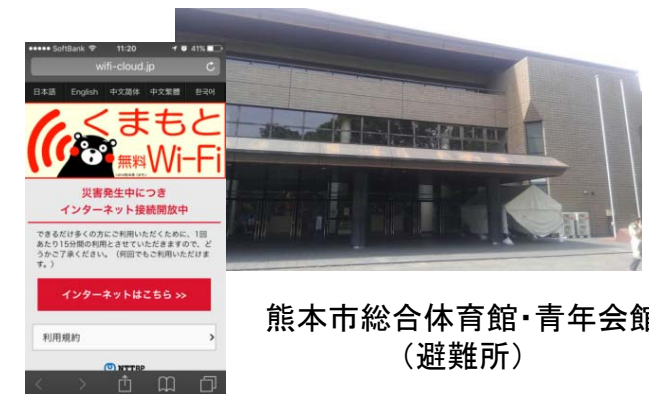 SoftBank 11:20 41%
wifi-cloud.jp
日本語 English 中文简体 中文繁體 한국어
くまもと
無料Wi-Fi
災害発生中につき
インターネット接続開放中
できるだけ多くの方にご利用いただくために、1回
あたり15分間の利用とさせていただきますので、ど
うかご了承ください。（何回でもご利用いただけま
す。）
インターネットはこちら >>
利用規約
NTTBP
熊本市総合体育館・青年会館
（避難所）